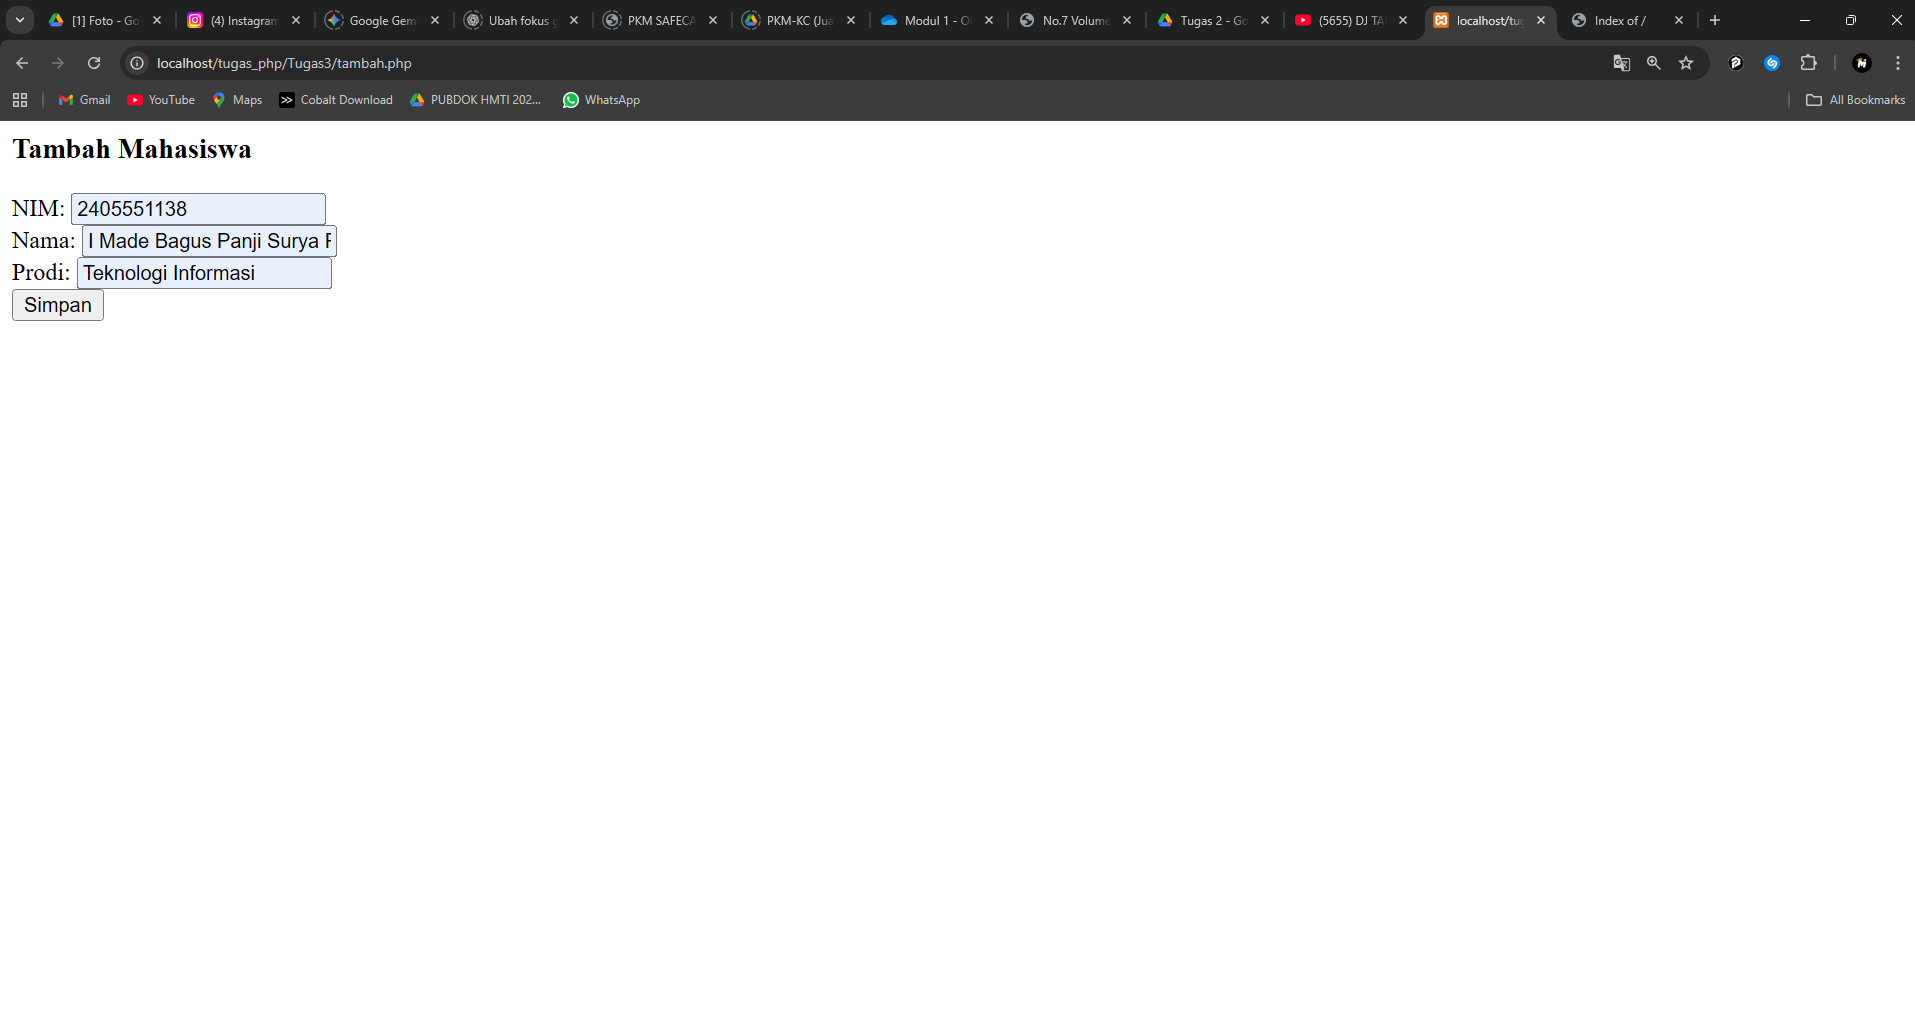 [1] Foto - Go
(4) Instagram
Google Gem
Ubah fokus
PKM SAFECA
PKM-KC (Jua
Modul 1 - O
No.7 Volume
Tugas 2 - Go
(5655) DJ TA
localhost/tug
Index of /
localhost/tugas_php/Tugas3/tambah.php
Gmail
YouTube
Maps
Cobalt Download
PUBDOK HMTI 202...
WhatsApp
All Bookmarks
Tambah Mahasiswa
NIM: 2405551138
Nama: I Made Bagus Panji Surya
Prodi: Teknologi Informasi
Simpan